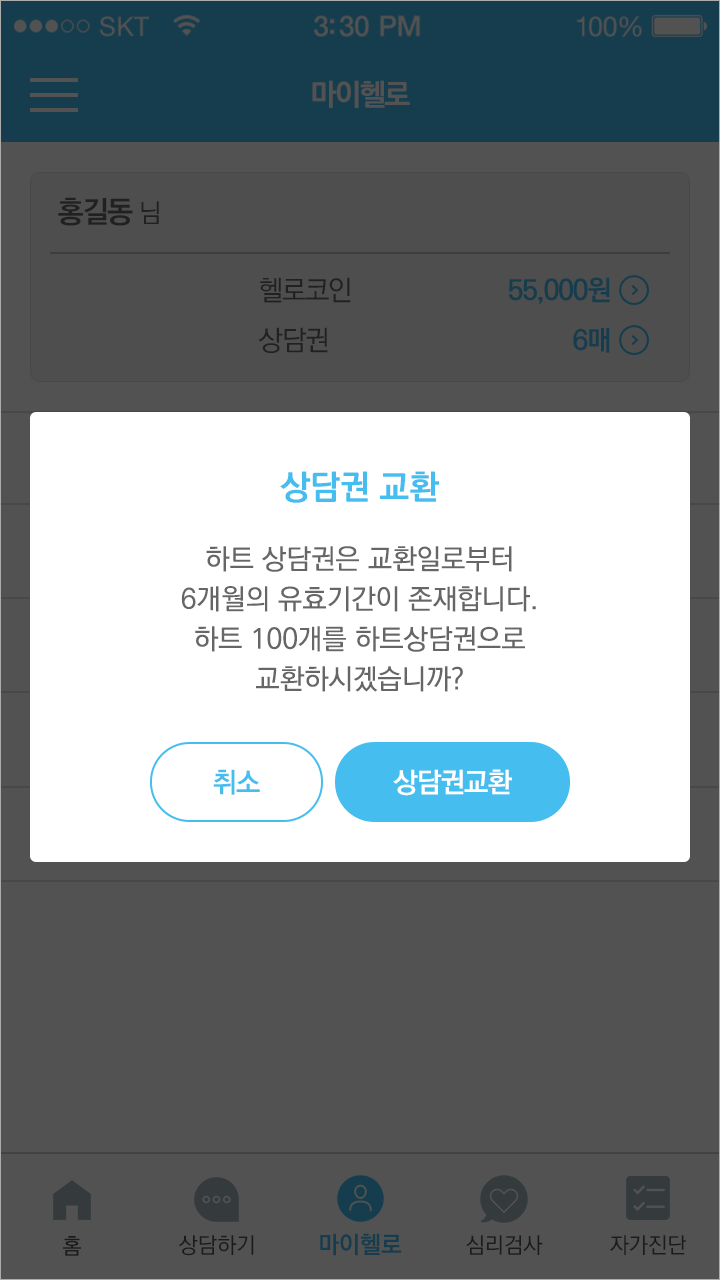 SKT 3:30 PM 100%
마이헬로
홍길동 님
헬로코인 55,000원
상담권 6매
상담권 교환
하트 상담권은 교환일로부터
6개월의 유효기간이 존재합니다.
하트 100개를 하트상담권으로
교환하시겠습니까?
취소 상담권교환
홈 상담하기 마이헬로 심리검사 자가진단